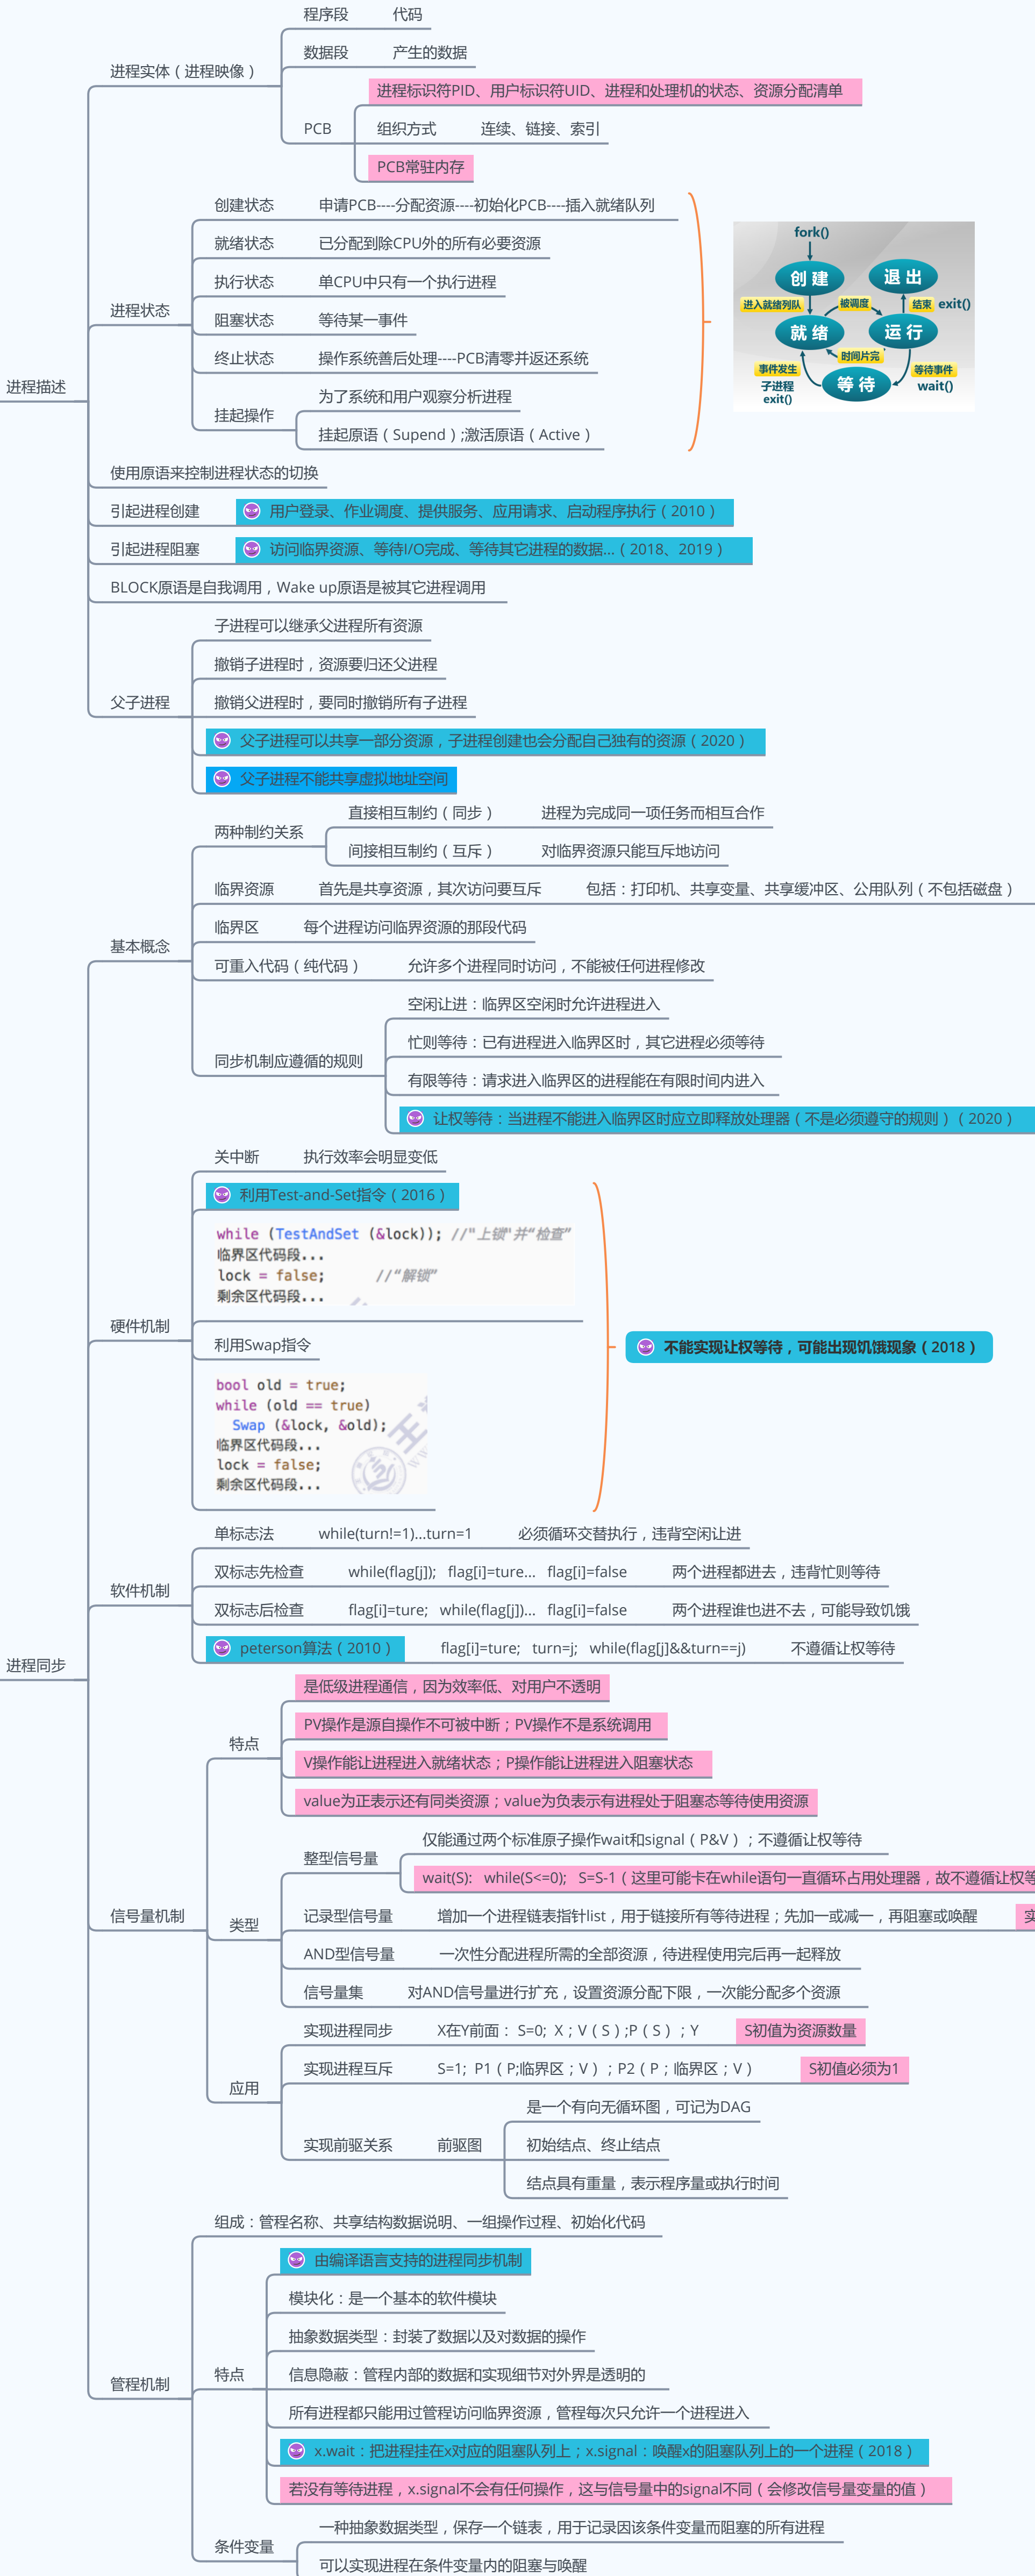 程序段 代码
数据段 产生的数据
进程实体（进程映像）
进程标识符PID、用户标识符UID、进程和处理机的状态、资源分配清单
PCB 组织方式 连续、链接、索引
PCB常驻内存
创建状态 申请PCB----分配资源----初始化PCB----插入就绪队列
就绪状态 已分配到除CPU外的所有必要资源
执行状态 单CPU中只有一个执行进程
进程状态
阻塞状态 等待某一事件
终止状态 操作系统善后处理----PCB清零并返还系统
挂起操作
为了系统和用户观察分析进程
挂起原语（Supend）;激活原语（Active）
fork()
创建 退出
进入就绪列队 被调度 结束 exit()
就绪 运行
时间片完
事件发生 等待事件
子进程 等待 wait()
exit()
进程描述
使用原语来控制进程状态的切换
引起进程创建 用户登录、作业调度、提供服务、应用请求、启动程序执行（2010）
引起进程阻塞 访问临界资源、等待I/O完成、等待其它进程的数据...（2018、2019）
BLOCK原语是自我调用，Wake up原语是被其它进程调用
子进程可以继承父进程所有资源
撤销子进程时，资源要归还父进程
父子进程
撤销父进程时，要同时撤销所有子进程
父子进程可以共享一部分资源，子进程创建也会分配自己独有的资源（2020）
父子进程不能共享虚拟地址空间
两种制约关系
直接相互制约（同步） 进程为完成同一项任务而相互合作
间接相互制约（互斥） 对临界资源只能互斥地访问
临界资源 首先是共享资源，其次访问要互斥 包括：打印机、共享变量、共享缓冲区、公用队列（不包括磁盘）
临界区 每个进程访问临界资源的那段代码
基本概念
可重入代码（纯代码） 允许多个进程同时访问，不能被任何进程修改
空闲让进：临界区空闲时允许进程进入
忙则等待：已有进程进入临界区时，其它进程必须等待
同步机制应遵循的规则
有限等待：请求进入临界区的进程能在有限时间内进入
让权等待：当进程不能进入临界区时应立即释放处理器（不是必须遵守的规则）（2020）
关中断 执行效率会明显变低
利用Test-and-Set指令（2016）
while (TestAndSet (&lock)); //"上锁"并"检查"
临界区代码段...
lock = false; //"解锁"
剩余区代码段...
硬件机制
利用Swap指令
bool old = true;
while (old == true)
Swap (&lock, &old);
临界区代码段...
lock = false;
剩余区代码段...
不能实现让权等待，可能出现饥饿现象（2018）
单标志法 while(turn!=1)...turn=1 必须循环交替执行，违背空闲让进
双标志先检查 while(flag[j]); flag[i]=ture... flag[i]=false 两个进程都进去，违背忙则等待
软件机制
双标志后检查 flag[i]=ture; while(flag[j])... flag[i]=false 两个进程谁也进不去，可能导致饥饿
peterson算法（2010） flag[i]=ture; turn=j; while(flag[j]&&turn==j) 不遵循让权等待
进程同步
是低级进程通信，因为效率低、对用户不透明
PV操作是源自操作不可被中断；PV操作不是系统调用
特点
V操作能让进程进入就绪状态；P操作能让进程进入阻塞状态
value为正表示还有同类资源；value为负表示有进程处于阻塞态等待使用资源
整型信号量
仅能通过两个标准原子操作wait和signal（P&V）；不遵循让权等待
wait(S): while(S<=0); S=S-1（这里可能卡在while语句一直循环占用处理器，故不遵循让权等
信号量机制
类型
记录型信号量 增加一个进程链表指针list，用于链接所有等待进程；先加一或减一，再阻塞或唤醒
AND型信号量 一次性分配进程所需的全部资源，待进程使用完后再一起释放
信号量集 对AND信号量进行扩充，设置资源分配下限，一次能分配多个资源
实现进程同步 X在Y前面： S=0; X；V（S）;P（S）；Y S初值为资源数量
实现进程互斥 S=1; P1（P;临界区；V）；P2（P；临界区；V） S初值必须为1
应用
是一个有向无循环图，可记为DAG
实现前驱关系 前驱图 初始结点、终止结点
结点具有重量，表示程序量或执行时间
组成：管程名称、共享结构数据说明、一组操作过程、初始化代码
由编译语言支持的进程同步机制
模块化：是一个基本的软件模块
抽象数据类型：封装了数据以及对数据的操作
管程机制
特点
信息隐蔽：管程内部的数据和实现细节对外界是透明的
所有进程都只能用过管程访问临界资源，管程每次只允许一个进程进入
x.wait：把进程挂在x对应的阻塞队列上；x.signal：唤醒x的阻塞队列上的一个进程（2018）
若没有等待进程，x.signal不会有任何操作，这与信号量中的signal不同（会修改信号量变量的值）
条件变量
一种抽象数据类型，保存一个链表，用于记录因该条件变量而阻塞的所有进程
可以实现进程在条件变量内的阻塞与唤醒